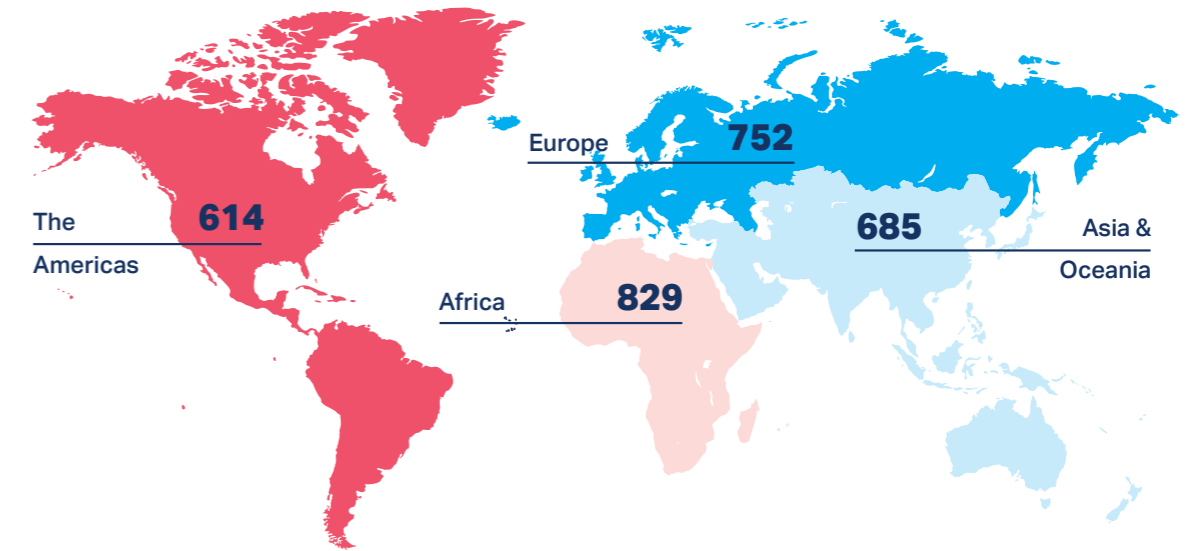 Europe 752
The 614
Americas
685 Asia &
Oceania
Africa 829